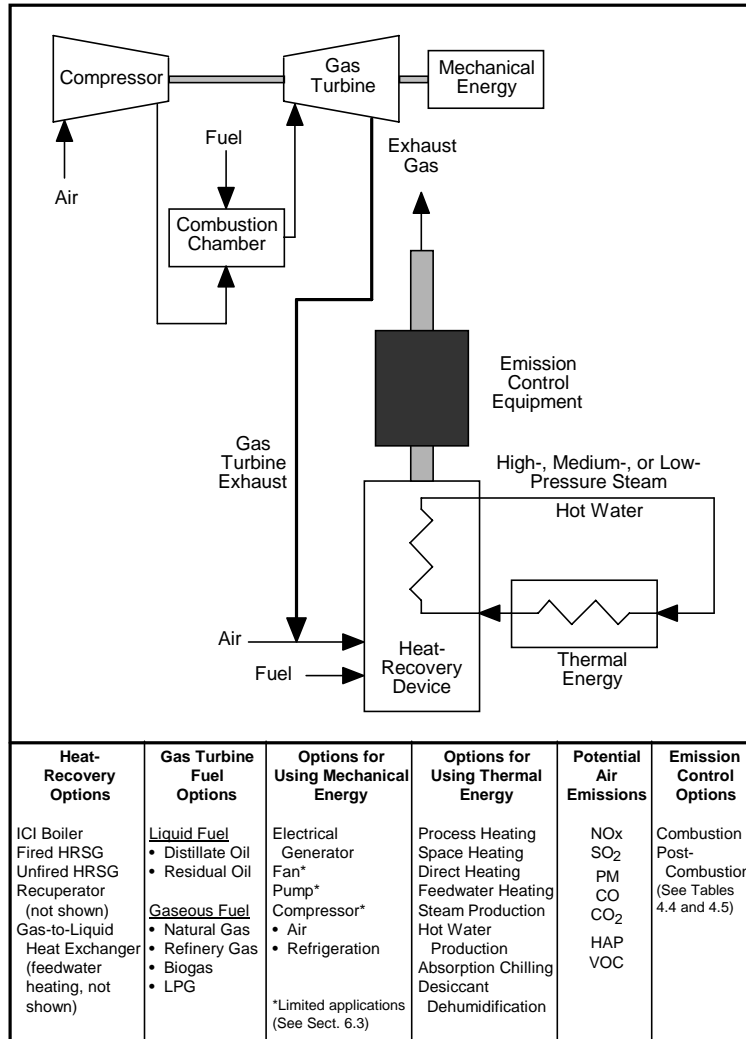 Compressor
Gas
Turbine
Mechanical
Energy
Air
Fuel
Combustion
Chamber
Exhaust
Gas
Emission
Control
Equipment
Gas
Turbine
Exhaust
High-, Medium-, or Low-
Pressure Steam
Hot Water
Air
Fuel
Heat-
Recovery
Device
Thermal
Energy
Heat-
Recovery
Options
ICI Boiler
Fired HRSG
Unfired HRSG
Recuperator
(not shown)
Gas-to-Liquid
Heat Exchanger
(feedwater
heating, not
shown)
Gas Turbine
Fuel
Options
Liquid Fuel
• Distillate Oil
• Residual Oil
Gaseous Fuel
• Natural Gas
• Refinery Gas
• Biogas
• LPG
Options for
Using Mechanical
Energy
Electrical
Generator
Fan*
Pump*
Compressor*
• Air
• Refrigeration
*Limited applications
(See Sect. 6.3)
Options for
Using Thermal
Energy
Process Heating
Space Heating
Direct Heating
Feedwater Heating
Steam Production
Hot Water
Production
Absorption Chilling
Desiccant
Dehumidification
Potential
Air
Emissions
NOx
SO2
PM
CO
CO2
HAP
VOC
Emission
Control
Options
Combustion
Post-
Combustion
(See Tables
4.4 and 4.5)